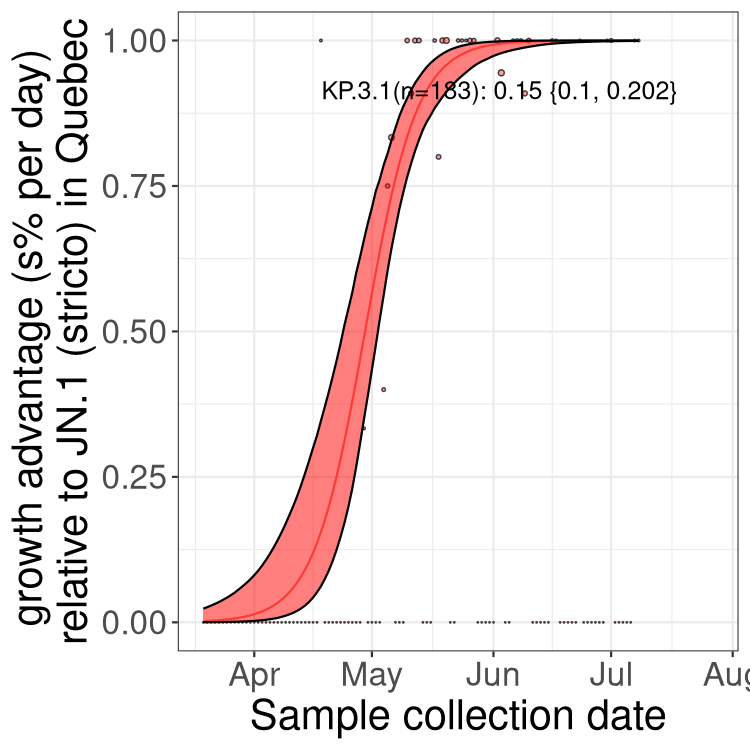 growth advantage (s% per day)
relative to JN.1 (stricto) in Quebec
1.00
0.75
0.50
0.25
0.00
KP.3.1(n=183): 0.15 {0.1, 0.202}
Apr May Jun Jul Aug
Sample collection date